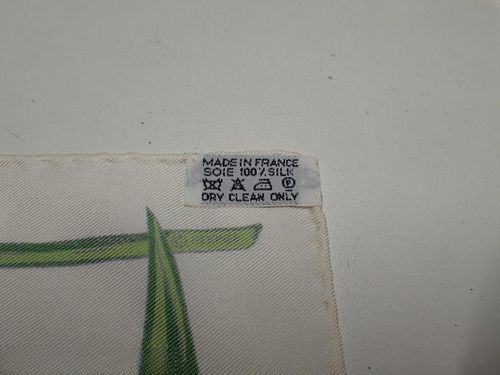 MADE IN FRANCE
SOIE 100% SILK
DRY CLEAN ONLY